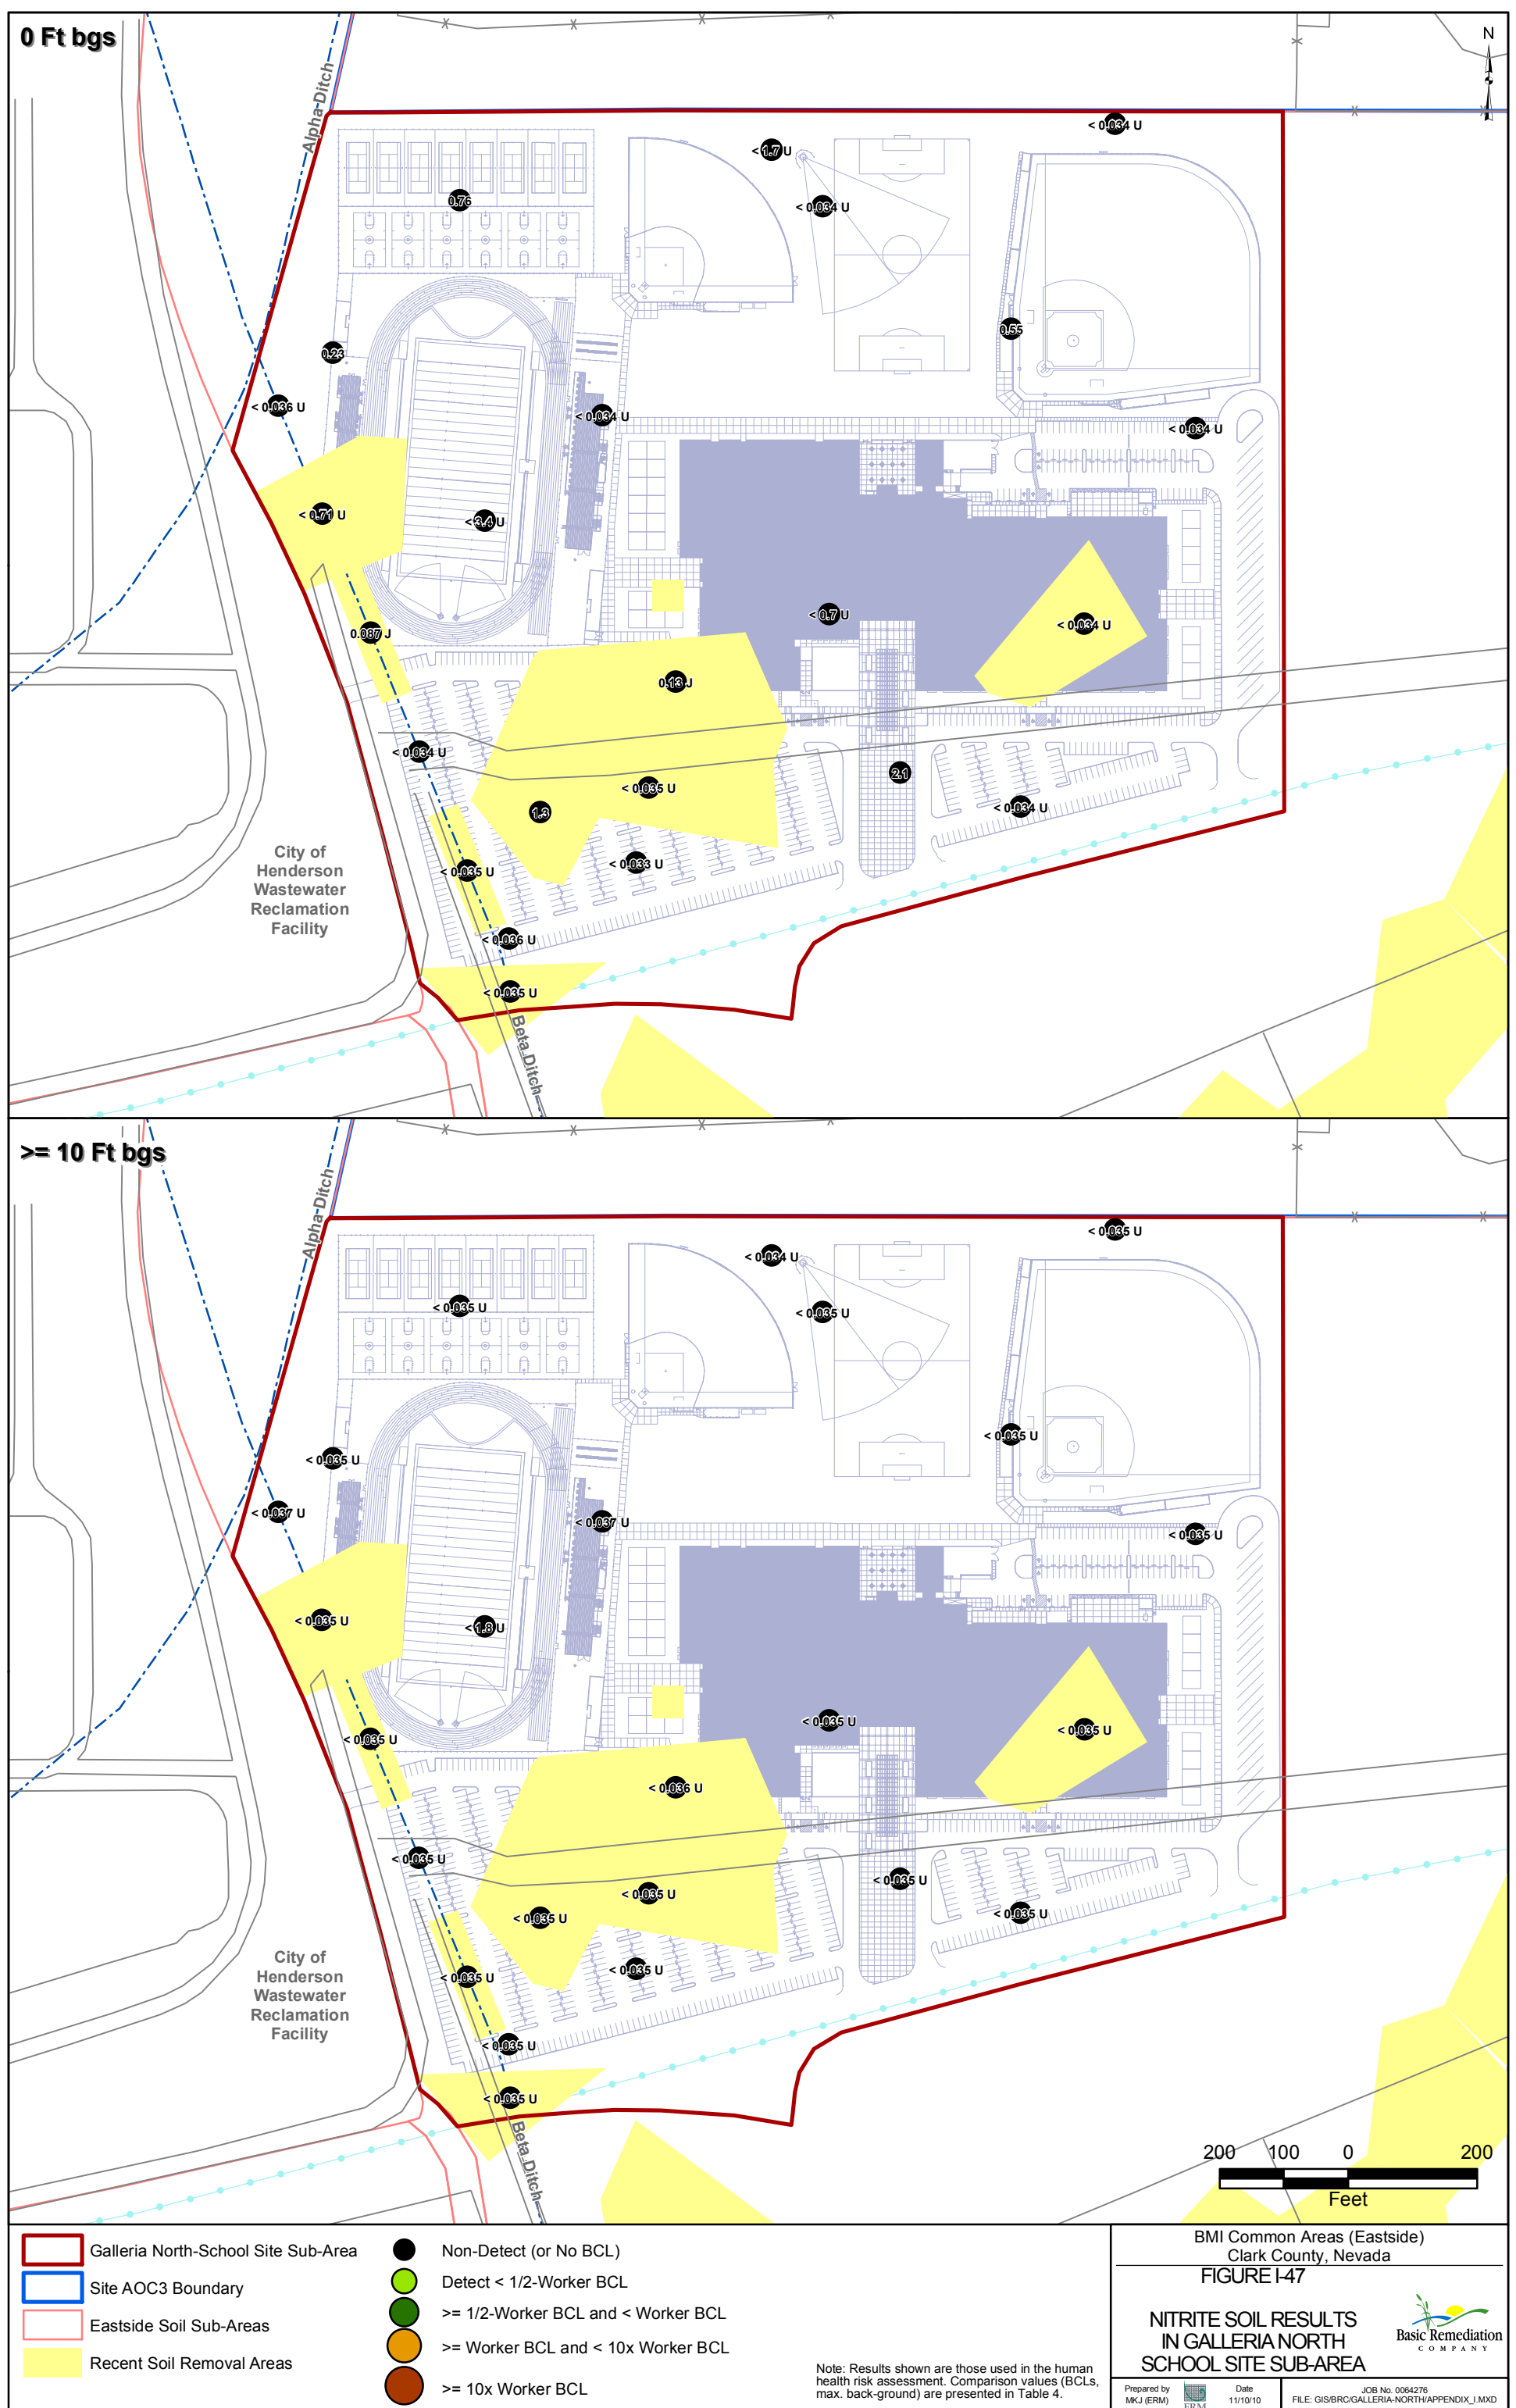 0 Ft bgs
N
Alpha Ditch
< 0.034 U
< 1.7 U
0.76
< 0.034 U
0.55
0.23
< 0.036 U
< 0.034 U
< 0.034 U
< 0.71 U
< 3.4 U
< 0.7 U
< 0.034 U
0.087 J
0.13 J
< 0.034 U
2.1
< 0.035 U
< 0.034 U
1.3
City of
Henderson
Wastewater
Reclamation
Facility
< 0.033 U
< 0.035 U
< 0.036 U
< 0.035 U
Beta Ditch
>= 10 Ft bgs
Alpha Ditch
< 0.035 U
< 0.034 U
< 0.035 U
< 0.035 U
< 0.035 U
< 0.035 U
< 0.037 U
< 0.037 U
< 0.035 U
< 0.035 U
< 1.8 U
< 0.035 U
< 0.035 U
< 0.035 U
< 0.036 U
< 0.035 U
< 0.035 U
< 0.035 U
< 0.035 U
< 0.035 U
City of
Henderson
Wastewater
Reclamation
Facility
< 0.035 U
< 0.035 U
< 0.035 U
< 0.035 U
Beta Ditch
200 100 0 200
Feet
Galleria North-School Site Sub-Area
Site AOC3 Boundary
Eastside Soil Sub-Areas
Recent Soil Removal Areas
Non-Detect (or No BCL)
Detect < 1/2-Worker BCL
>= 1/2-Worker BCL and < Worker BCL
>= Worker BCL and < 10x Worker BCL
>= 10x Worker BCL
Note: Results shown are those used in the human
health risk assessment. Comparison values (BCLs,
max. back-ground) are presented in Table 4.
BMI Common Areas (Eastside)
Clark County, Nevada
FIGURE I-47
NITRITE SOIL RESULTS
IN GALLERIA NORTH
SCHOOL SITE SUB-AREA
Basic Remediation
COMPANY
Prepared by
MKJ (ERM)
ERM
Date
11/10/10
JOB No. 0064276
FILE: GIS/BRC/GALLERIA-NORTH/APPENDIX_I.MXD